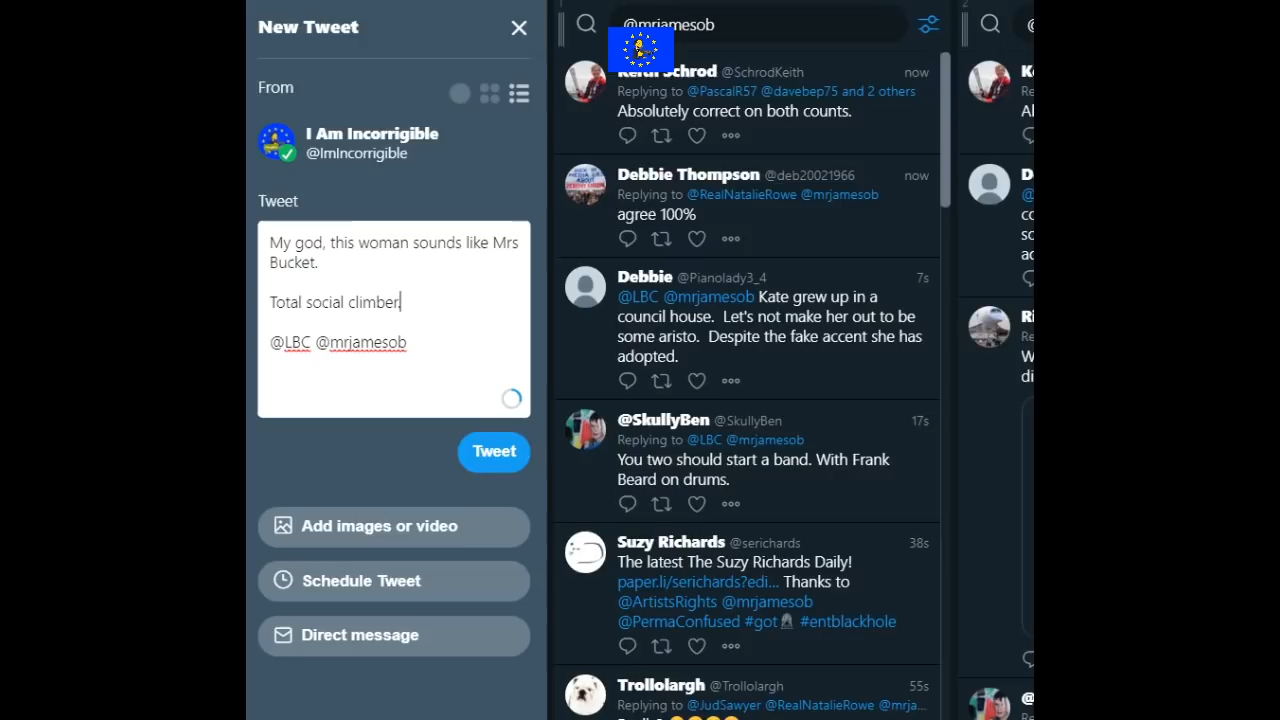 New Tweet
From
I Am Incorrigible
@ImIncorrigible
Tweet
My god, this woman sounds like Mrs
Bucket.
Total social climber.
@LBC @mrjamesob
Tweet
Add images or video
Schedule Tweet
Direct message
1
@mrjamesob
Keith Schrod @SchrodKeith now
Replying to @PascalR57 @davebep75 and 2 others
Absolutely correct on both counts.
Debbie Thompson @deb20021966 now
Replying to @RealNatalieRowe @mrjamesob
agree 100%
Debbie @Pianolady3_4 7s
@LBC @mrjamesob Kate grew up in a
council house. Let's not make her out to be
some aristo. Despite the fake accent she has
adopted.
@SkullyBen @SkullyBen 17s
Replying to @LBC @mrjamesob
You two should start a band. With Frank
Beard on drums.
Suzy Richards @serichards 38s
The latest The Suzy Richards Daily!
paper.li/serichards?edi... Thanks to
@ArtistsRights @mrjamesob
@PermaConfused #got #entblackhole
Trollolargh @Trollolargh 55s
Replying to @JudSawyer @RealNatalieRowe @mrja...
2